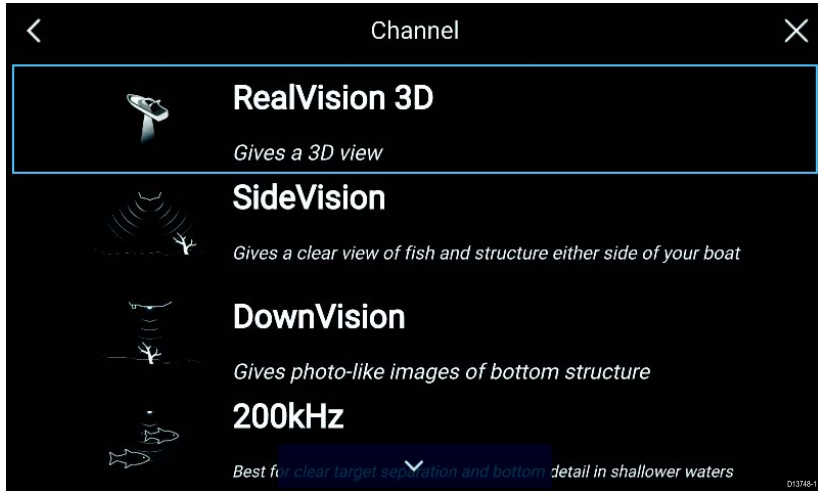 Channel
RealVision 3D
Gives a 3D view
SideVision
Gives a clear view of fish and structure either side of your boat
DownVision
Gives photo-like images of bottom structure
200kHz
Best for clear target separation and bottom detail in shallower waters
D13748-1